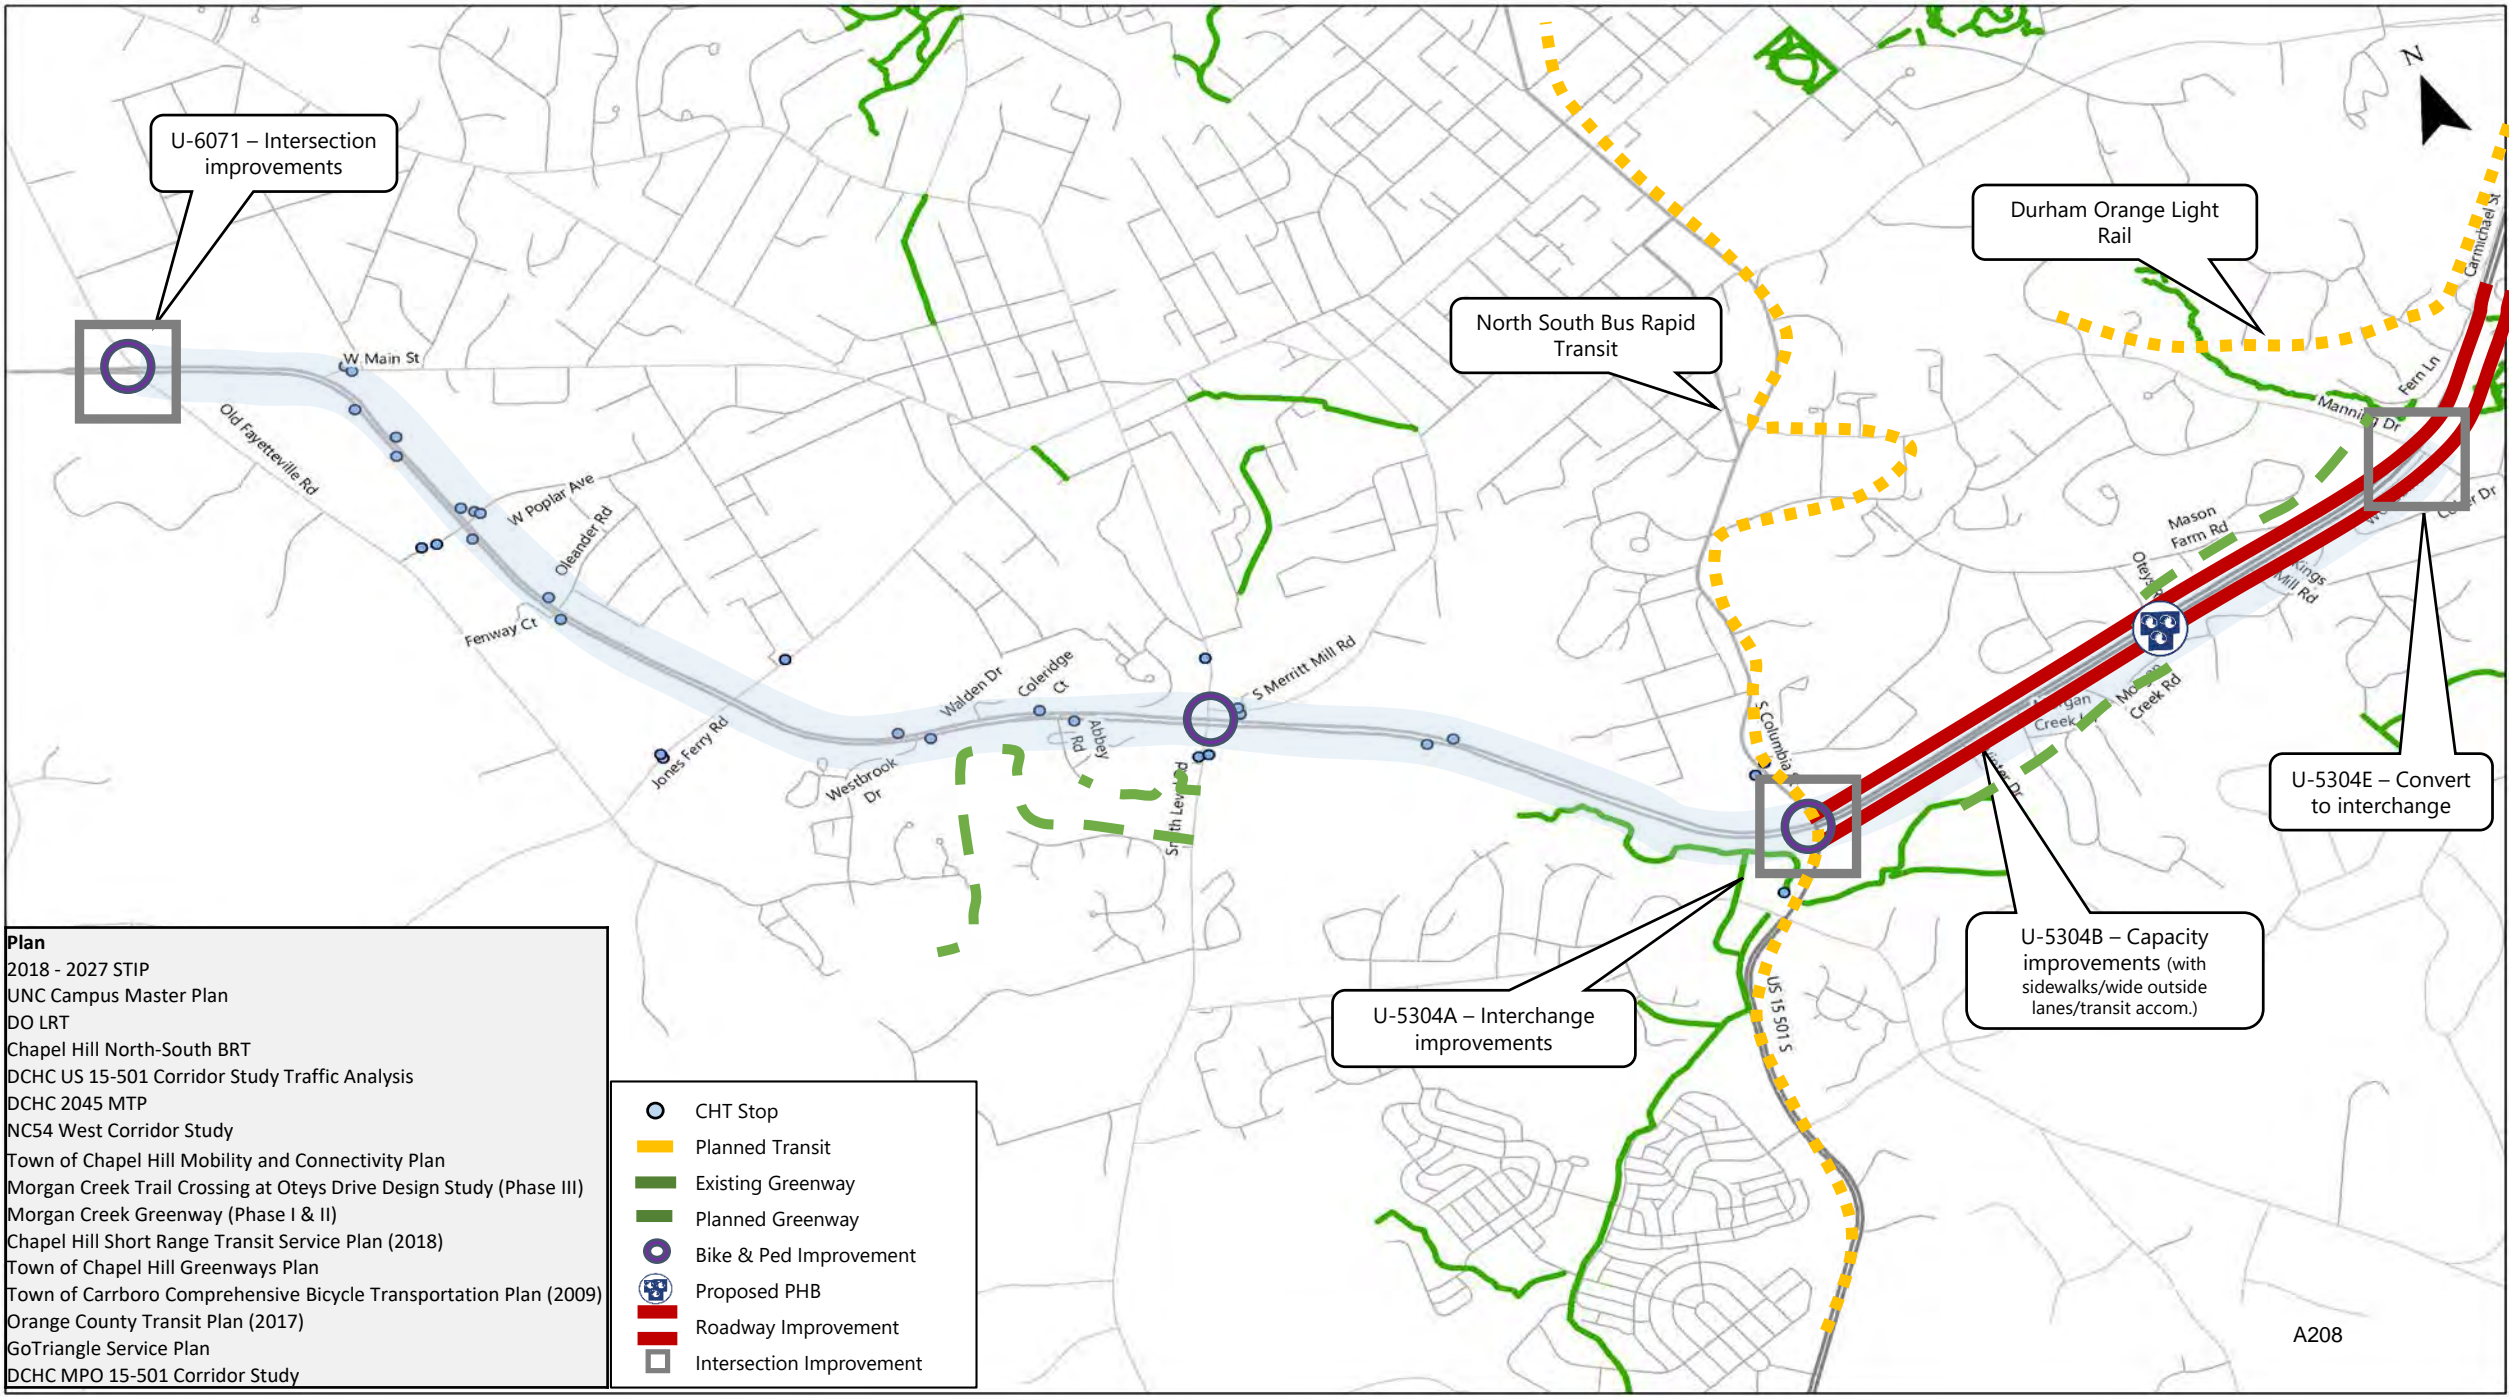 N
U-6071 – Intersection
improvements
Durham Orange Light
Rail
Carmichael St
North South Bus Rapid
Transit
W Main St
Fern Ln
Manning Dr
Old Fayetteville Rd
W Poplar Ave
Oleander Rd
Mason
Farm Rd
Kings
Mill Rd
Fenway Ct
S Merritt Mill Rd
Coleridge
Ct
Walden Dr
Abbey
Rd
Morgan
Creek Rd
Creek
S Columbia
Jones Ferry Rd
Westbrook
Dr
U-5304E – Convert
to interchange
U-5304B – Capacity
improvements (with
sidewalks/wide outside
lanes/transit accom.)
U-5304A – Interchange
improvements
US 15 501 S
Plan
2018 - 2027 STIP
UNC Campus Master Plan
DO LRT
Chapel Hill North-South BRT
DCHC US 15-501 Corridor Study Traffic Analysis
DCHC 2045 MTP
NC54 West Corridor Study
Town of Chapel Hill Mobility and Connectivity Plan
Morgan Creek Trail Crossing at Oteys Drive Design Study (Phase III)
Morgan Creek Greenway (Phase I & II)
Chapel Hill Short Range Transit Service Plan (2018)
Town of Chapel Hill Greenways Plan
Town of Carrboro Comprehensive Bicycle Transportation Plan (2009)
Orange County Transit Plan (2017)
GoTriangle Service Plan
DCHC MPO 15-501 Corridor Study
CHT Stop
Planned Transit
Existing Greenway
Planned Greenway
Bike & Ped Improvement
Proposed PHB
Roadway Improvement
Intersection Improvement
A208